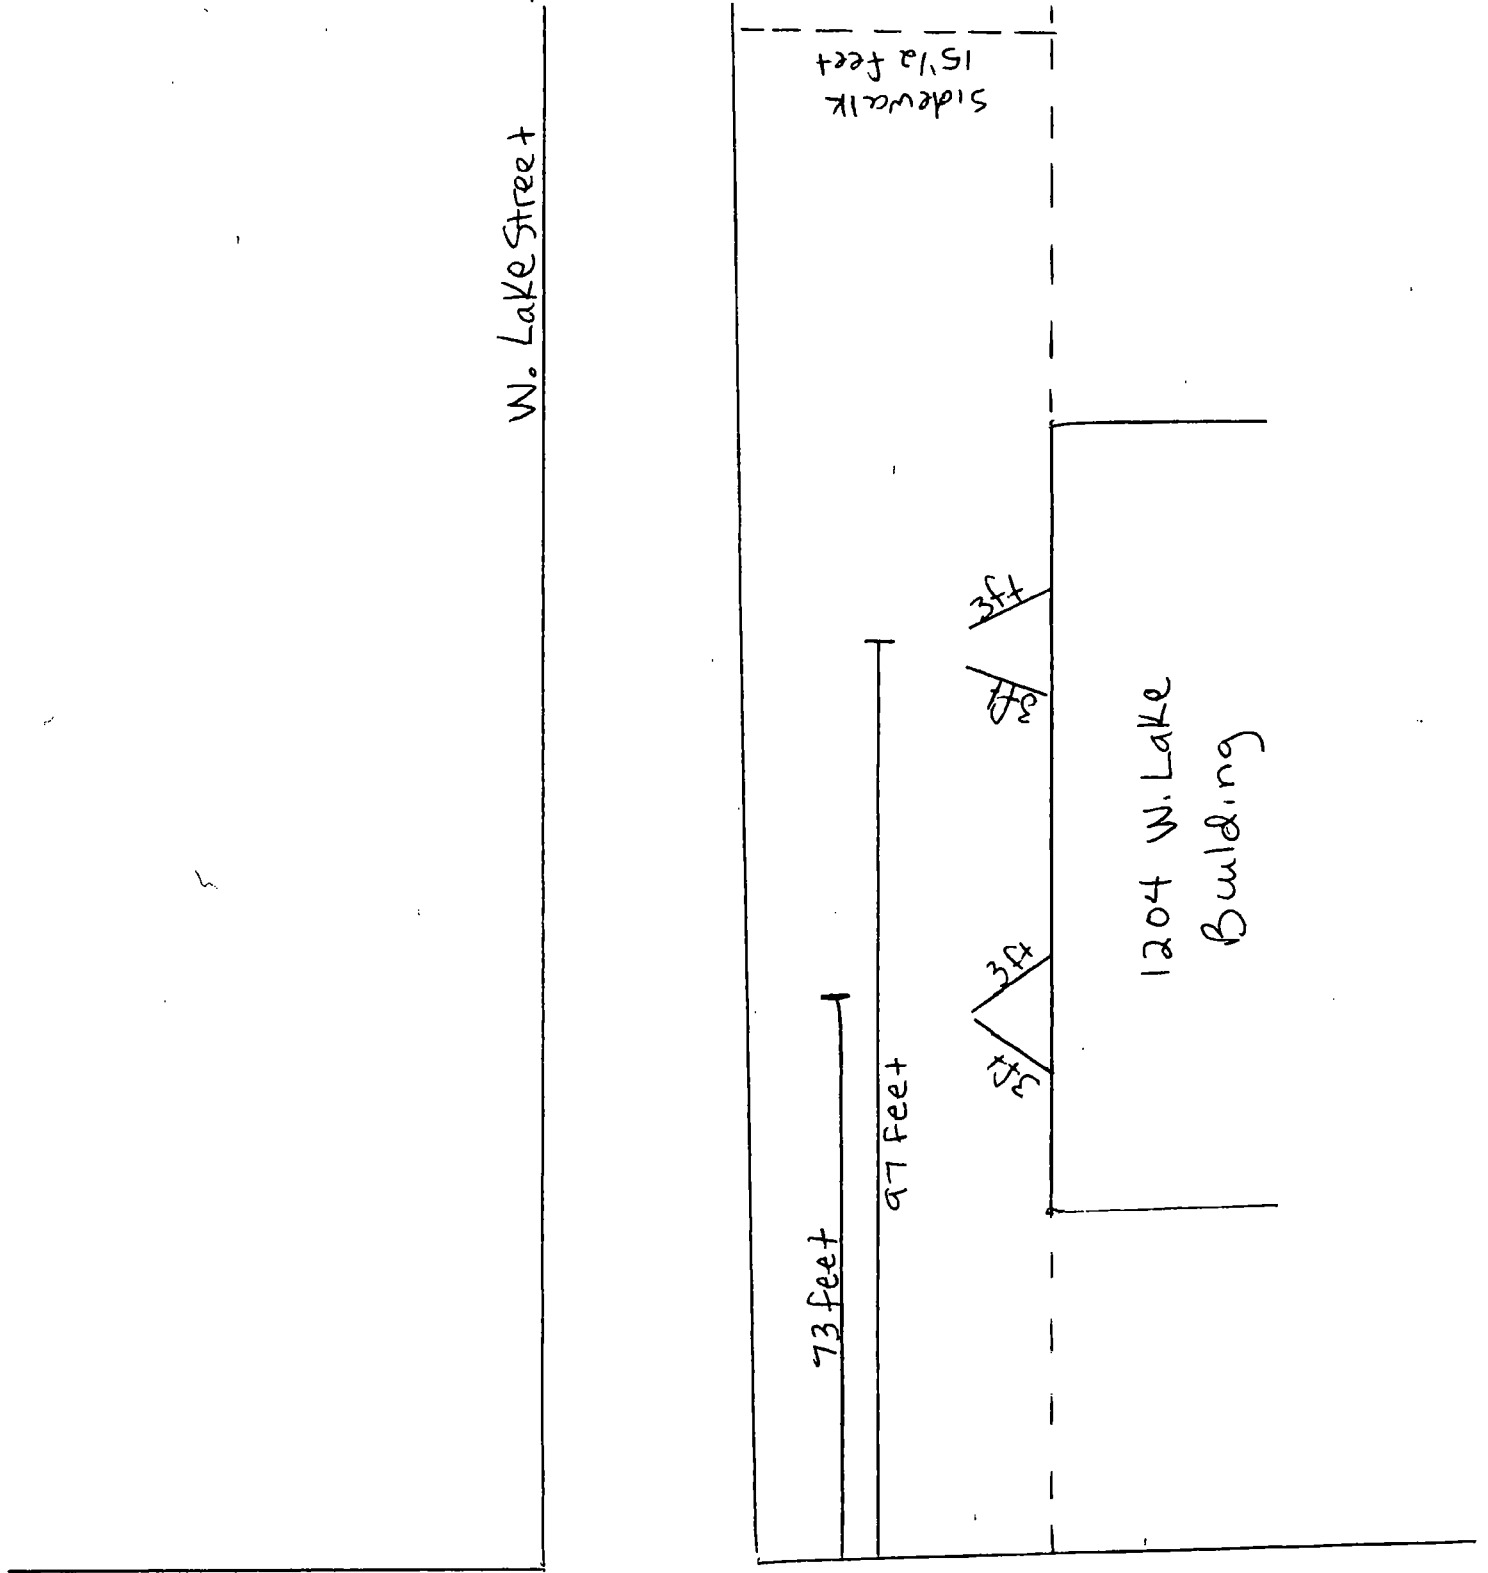 W. Lake Street
Sidewalk
15 1/2 feet
3ft
3ft
3ft
3ft
73 feet
97 Feet
1204 W. Lake
Building